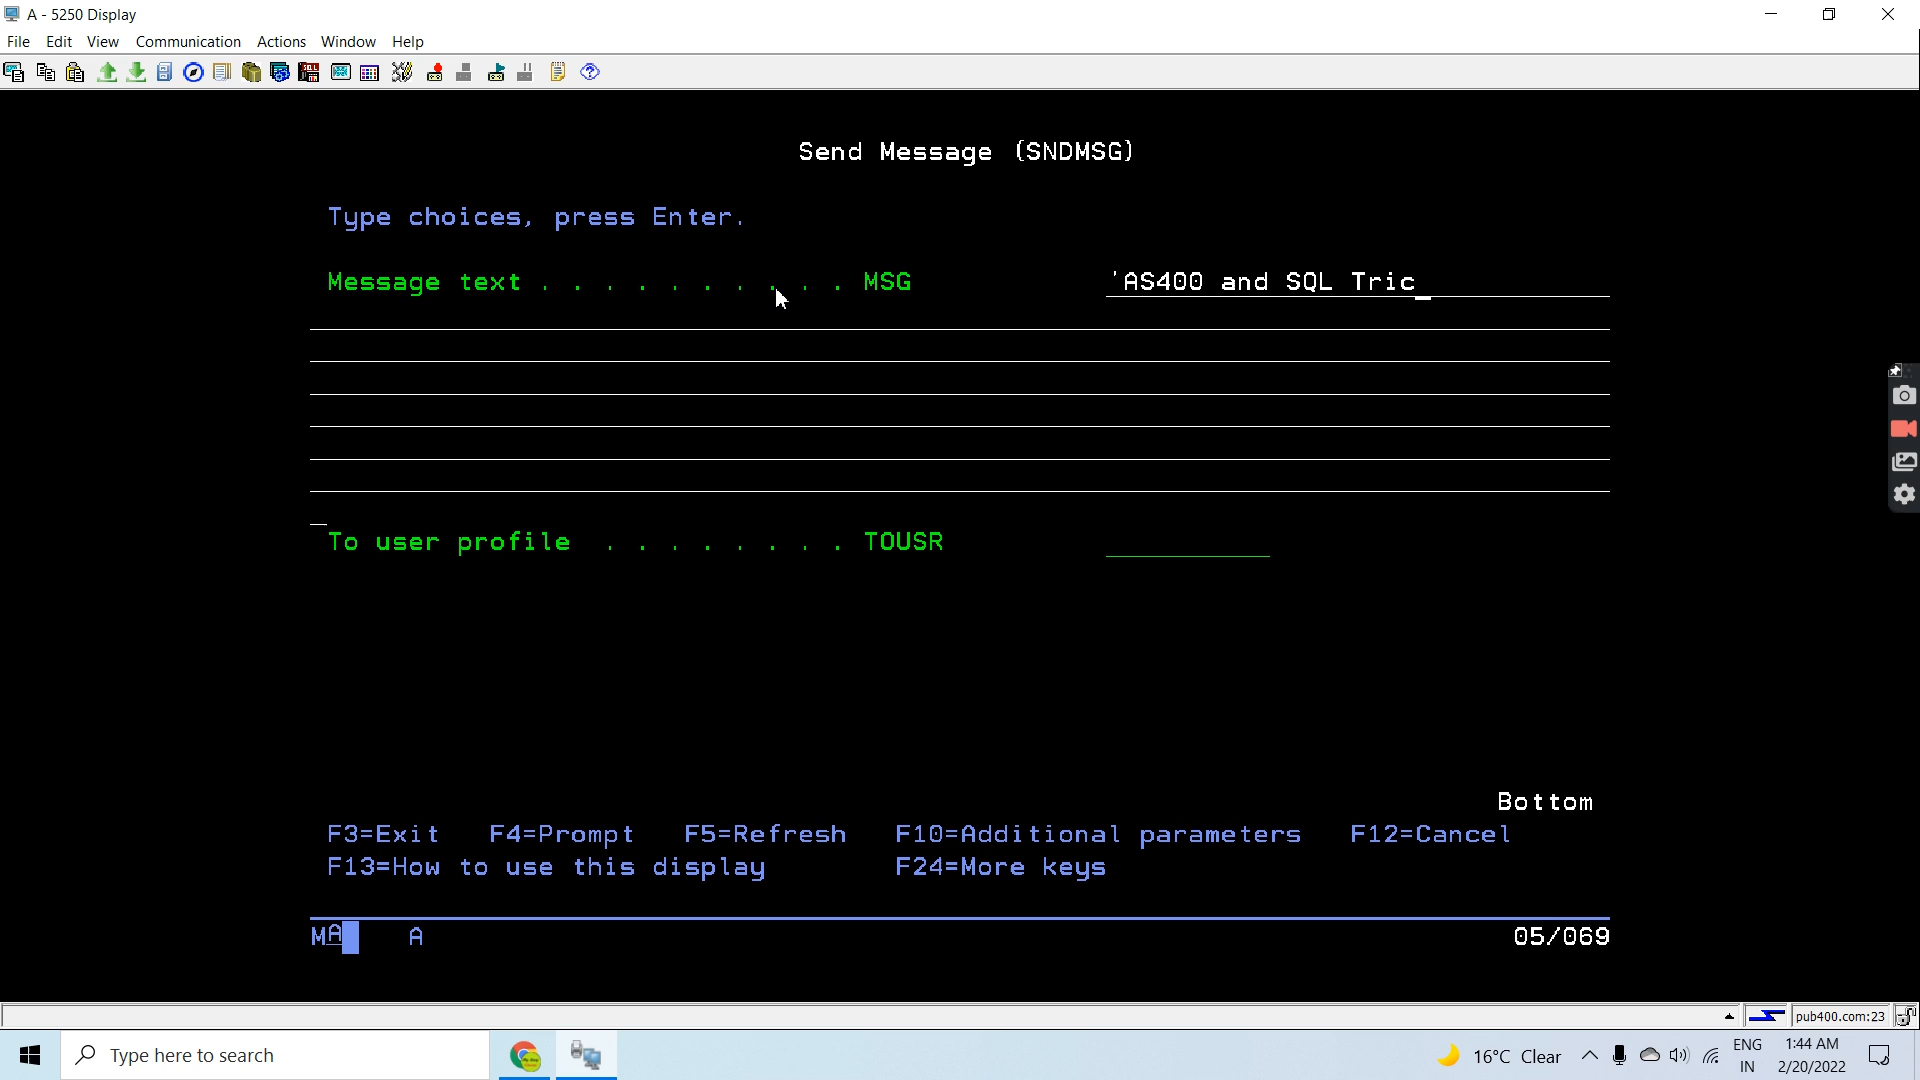 A - 5250 Display
File Edit View Communication Actions Window Help
Send Message (SNDMSG)
Type choices, press Enter.
Message text . . . . . . . . . . MSG 'AS400 and SQL Tric_
To user profile . . . . . . . . TOUSR
Bottom
F3=Exit F4=Prompt F5=Refresh F10=Additional parameters F12=Cancel
F13=How to use this display F24=More keys
MA A 05/069
pub400.com:23
Type here to search
16°C Clear
ENG
IN
1:44 AM
2/20/2022